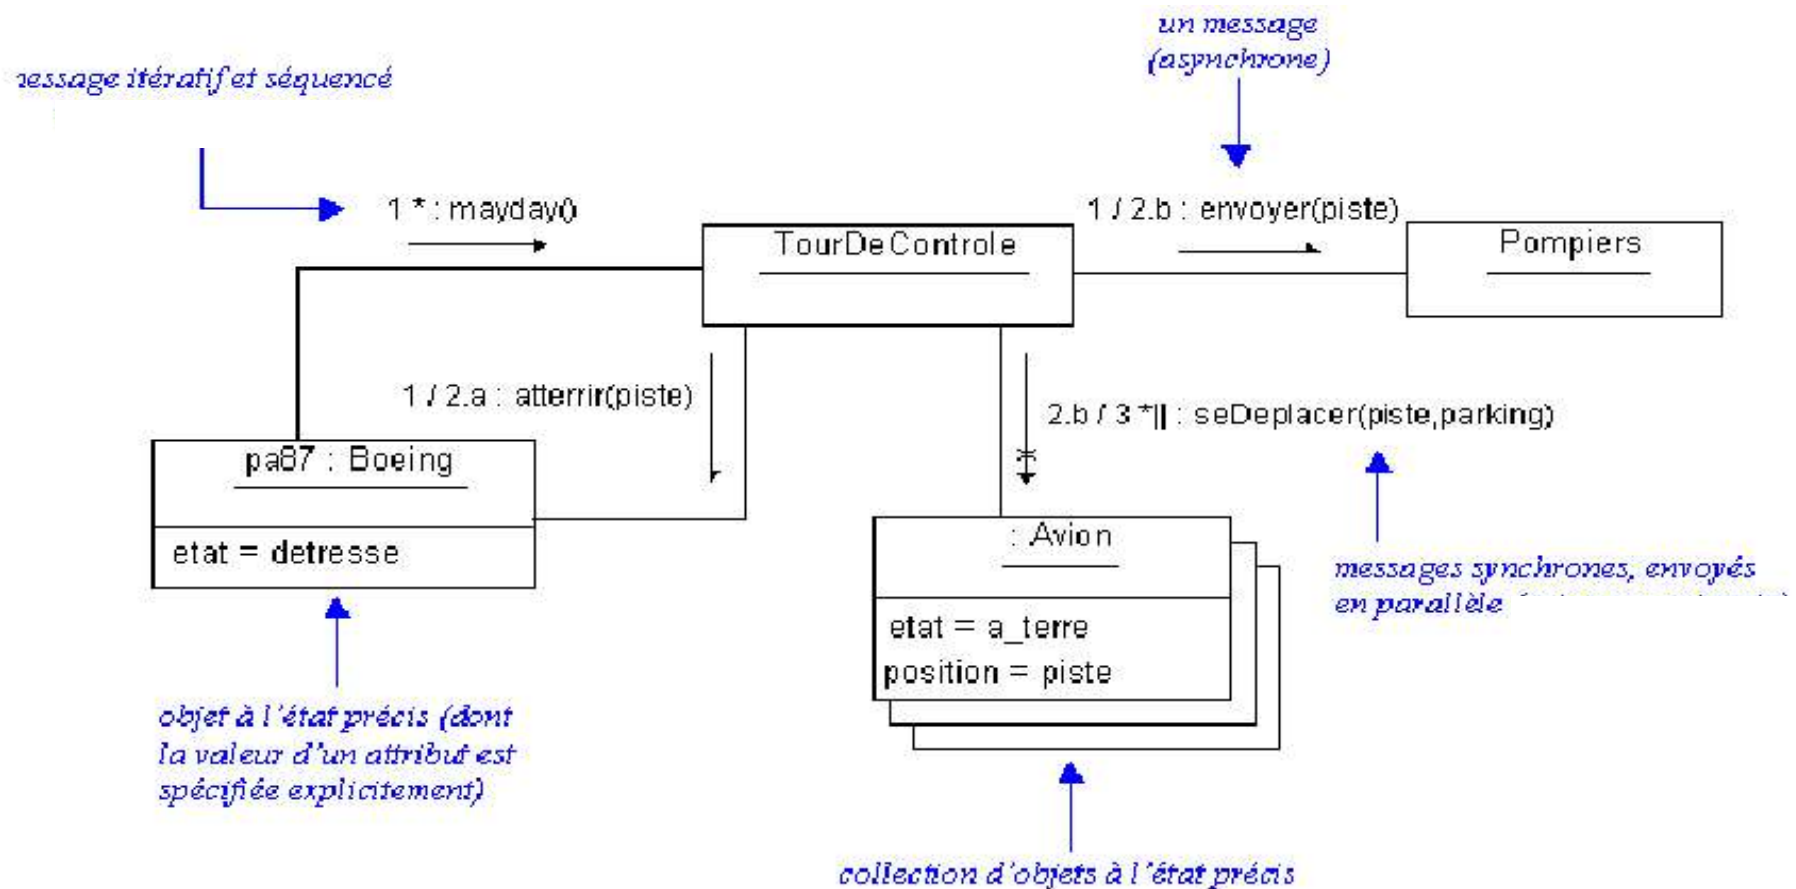 un message
(asynchrone)
essage itératif et séquencé
1 * : mayday()
1 / 2.b : envoyer(piste)
TourDeControle
Pompiers
1 / 2.a : atterrir(piste)
2.b / 3 *|| : seDeplacer(piste,parking)
pa87 : Boeing
etat = detresse
: Avion
etat = a_terre
position = piste
messages synchrones, envoyés
en parallèle
objet à l'état précis (dont
la valeur d'un attribut est
spécifiée explicitement)
collection d'objets à l'état précis